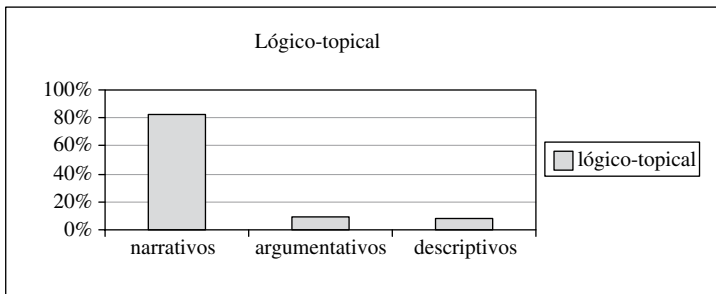 Lógico-topical
100%
80%
60%
40%
20%
0%
narrativos argumentativos descriptivos
lógico-topical